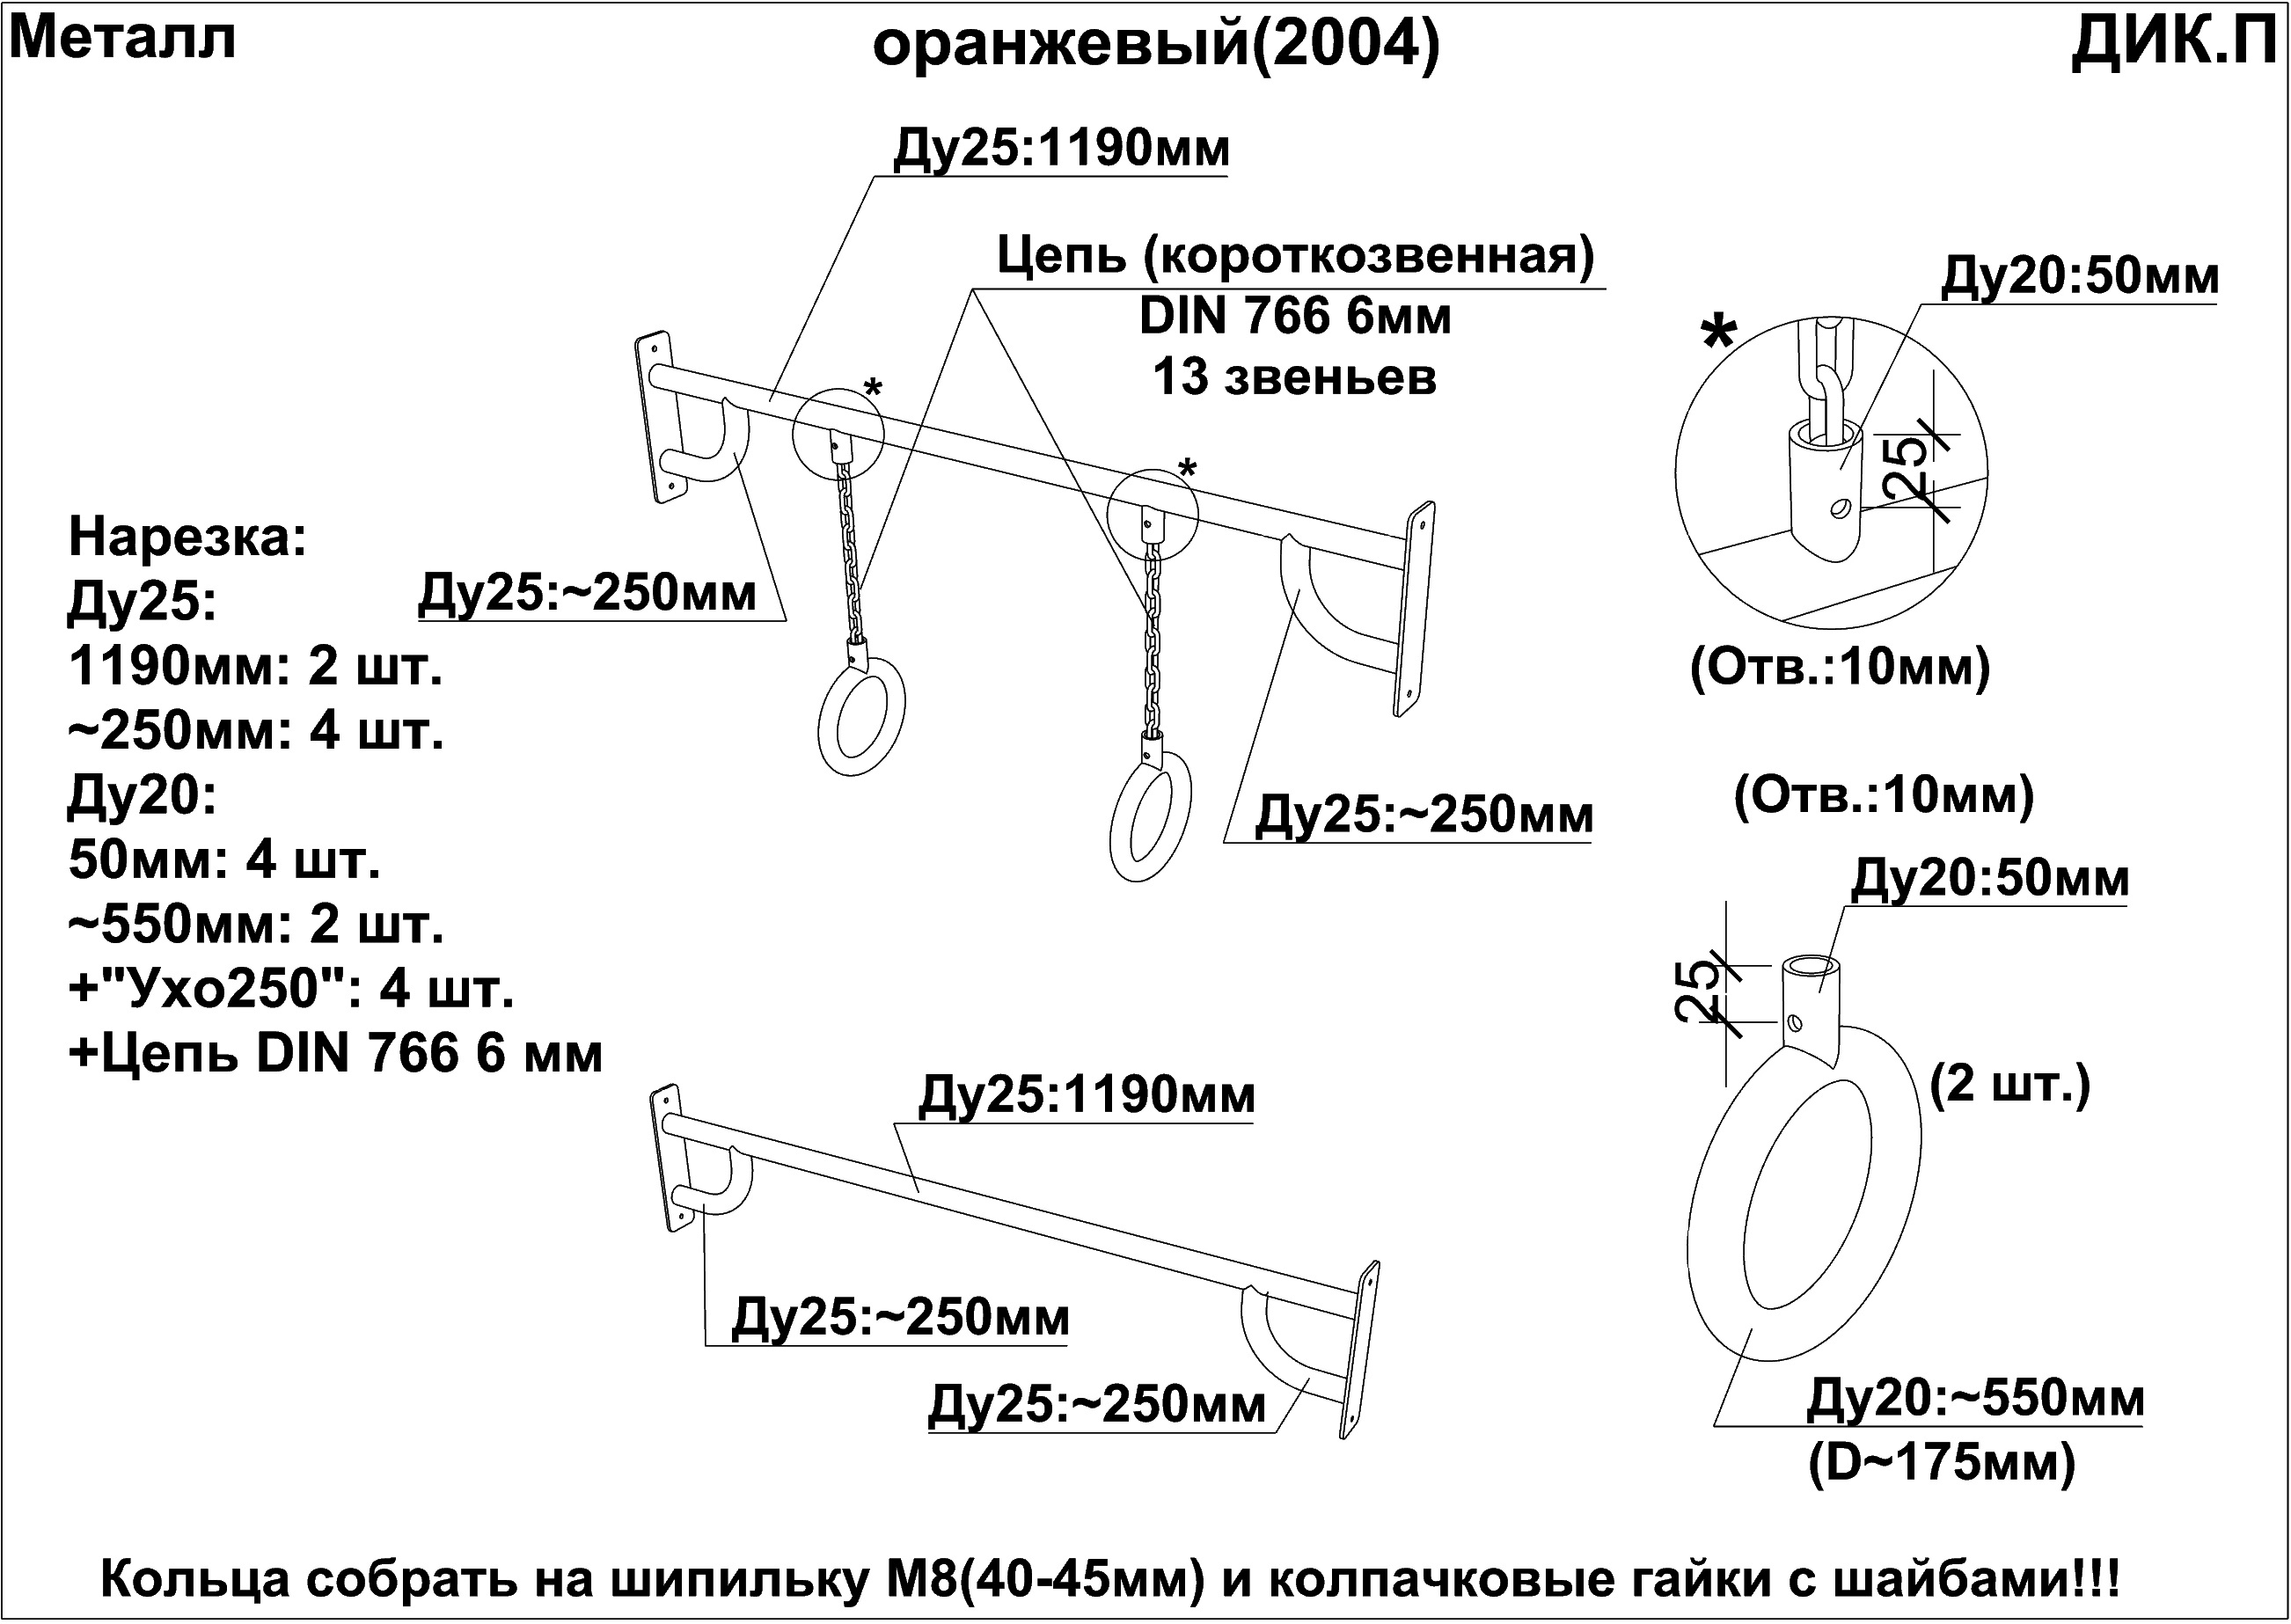 Металл
оранжевый(2004)
ДИК.П
Ду25:1190мм
Цепь (короткозвенная)
DIN 766 6мм
13 звеньев
*
*
Ду25:~250мм
Ду25:~250мм
Ду20:50мм
*
25
(Отв.:10мм)
Нарезка:
Ду25:
1190мм: 2 шт.
~250мм: 4 шт.
Ду20:
50мм: 4 шт.
~550мм: 2 шт.
+"Ухо250": 4 шт.
+Цепь DIN 766 6 мм
(Отв.:10мм)
Ду20:50мм
25
(2 шт.)
Ду20:~550мм
(D~175мм)
Ду25:1190мм
Ду25:~250мм
Ду25:~250мм
Кольца собрать на шпильку М8(40-45мм) и колпачковые гайки с шайбами!!!